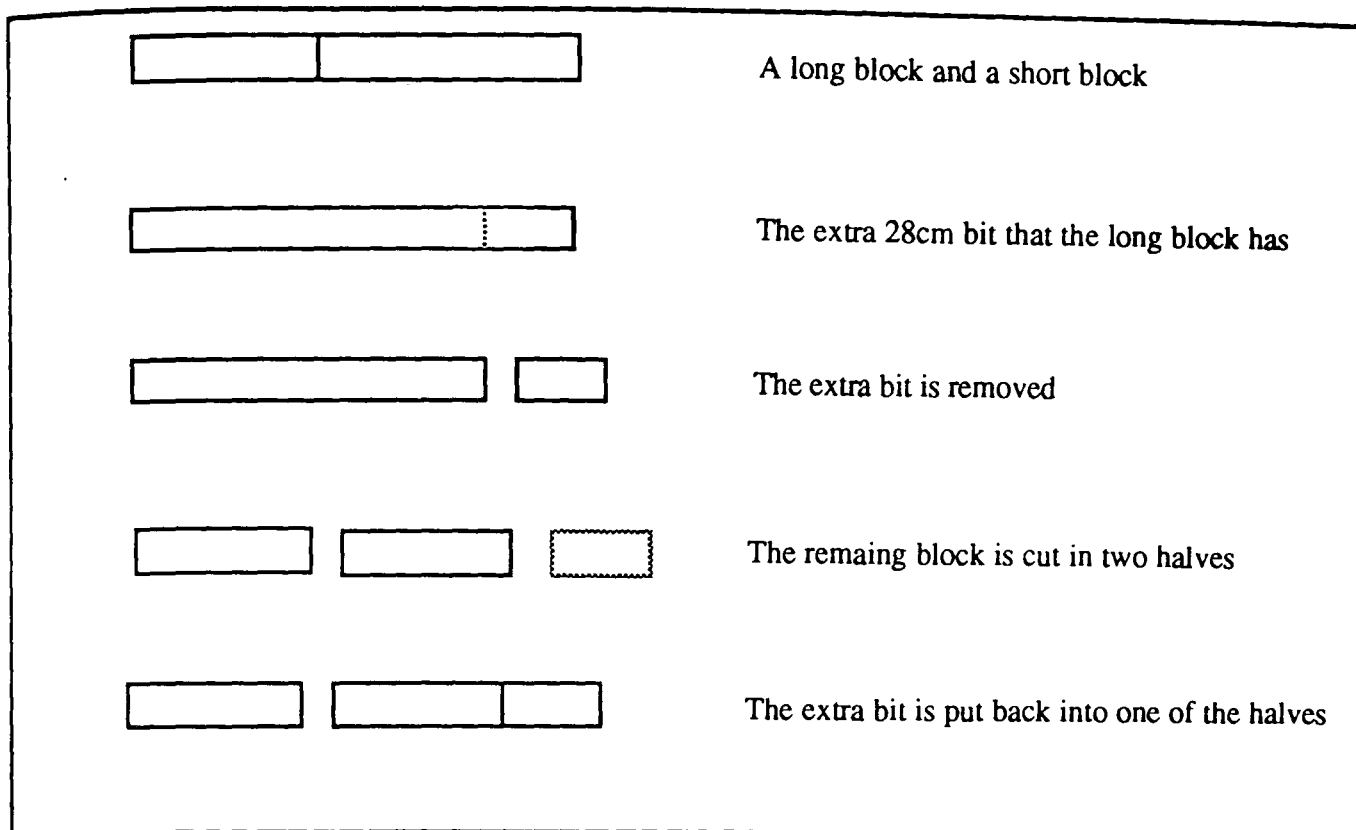 A long block and a short block
The extra 28cm bit that the long block has
The extra bit is removed
The remaing block is cut in two halves
The extra bit is put back into one of the halves